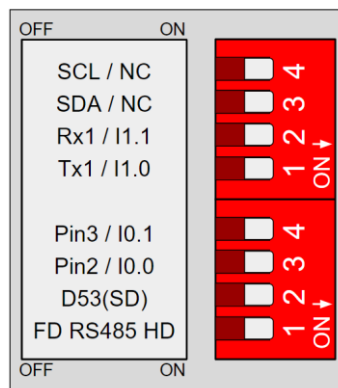 OFF ON
SCL / NC
SDA / NC
Rx1 / I1.1
Tx1 / I1.0
Pin3 / I0.1
Pin2 / I0.0
D53(SD)
FD RS485 HD
OFF ON
4
3
2
1
ON
4
3
2
1
ON